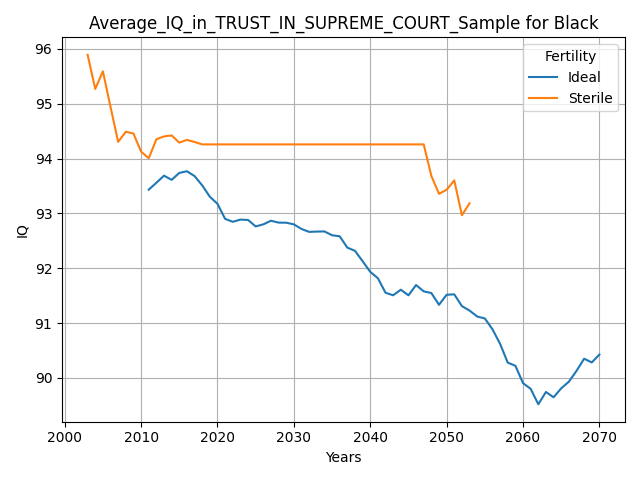 Average_IQ_in_TRUST_IN_SUPREME_COURT_Sample for Black
Fertility
Ideal
Sterile
IQ
96
95
94
93
92
91
90
2000 2010 2020 2030 2040 2050 2060 2070
Years